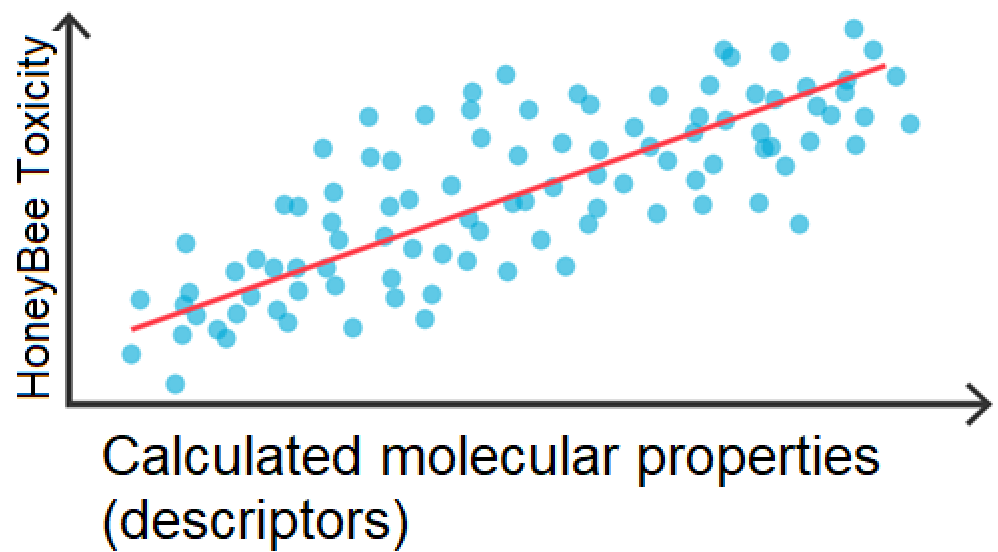 HoneyBee Toxicity
Calculated molecular properties
(descriptors)